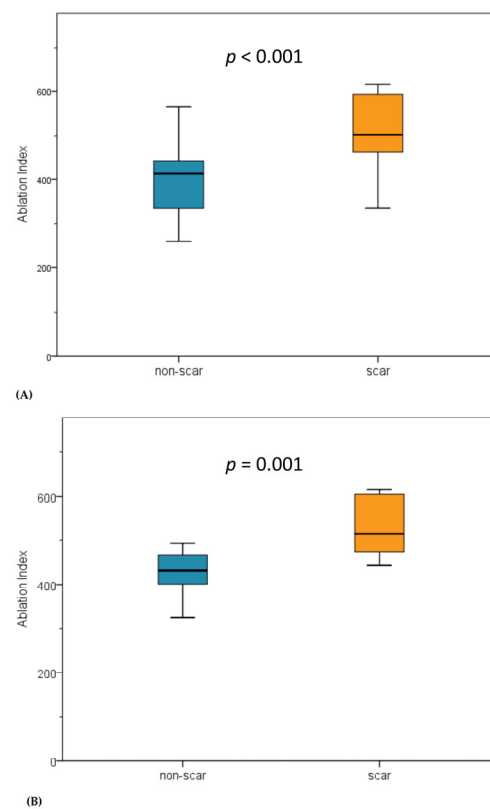 p < 0.001
600
400
200
0
Ablation Index
non-scar scar
(A)
p = 0.001
600
400
200
0
Ablation Index
non-scar scar
(B)